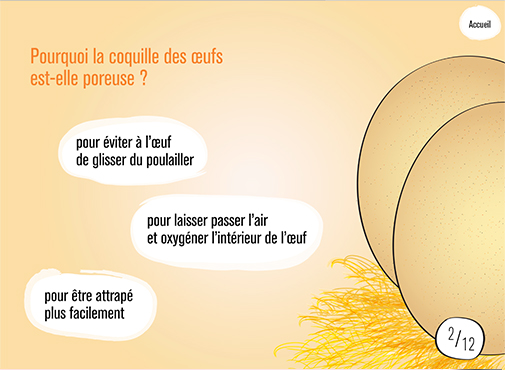 Accueil
Pourquoi la coquille des œufs
est-elle poreuse ?
pour éviter à l'œuf
de glisser du poulailler
pour laisser passer l'air
et oxygéner l'intérieur de l'œuf
pour être attrapé
plus facilement
2/12